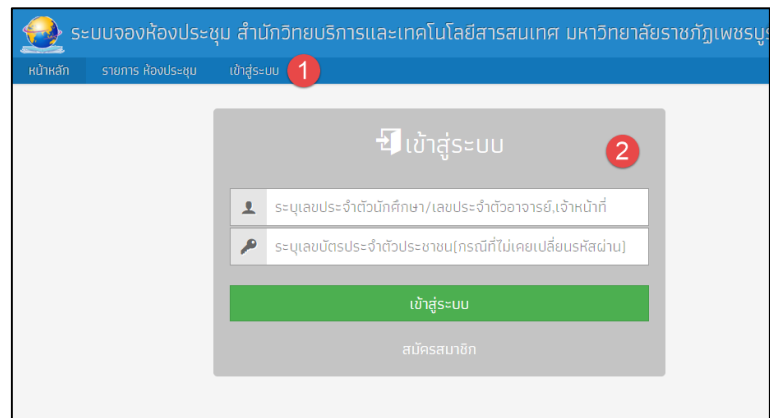 ระบบจองห้องประชุม สำนักวิทยบริการและเทคโนโลยีสารสนเทศ มหาวิทยาลัยราชภัฏเพชรบูร
หน้าหลัก รายการ ห้องประชุม เข้าสู่ระบบ 1
เข้าสู่ระบบ 2
ระบุเลขประจำตัวนักศึกษา/เลขประจำตัวอาจารย์,เจ้าหน้าที่
ระบุเลขบัตรประจำตัวประชาชน(กรณีที่ไม่เคยเปลี่ยนรหัสผ่าน)
เข้าสู่ระบบ
สมัครสมาชิก